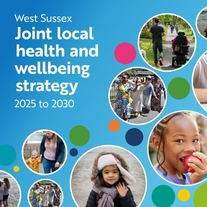 West Sussex
Joint local
health and
wellbeing
strategy
2025 to 2030